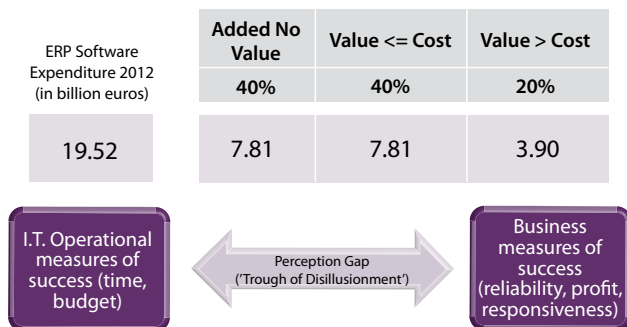 ERP Software
Expenditure 2012
(in billion euros)
Added No
Value
Value <= Cost
Value > Cost
40%
40%
20%
19.52
7.81
7.81
3.90
I.T. Operational
measures of
success (time,
budget)
Perception Gap
('Trough of Disillusionment')
Business
measures of
success
(reliability, profit,
responsiveness)